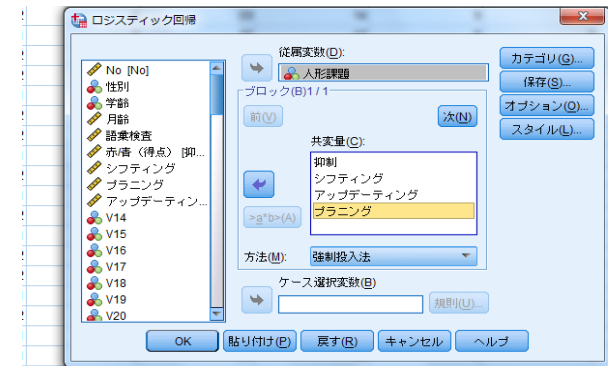 ロジスティック回帰
No [No]
性別
学齢
月齢
語彙検査
赤/青（得点） [抑...
シフティング
プラニング
アップデーティン...
V14
V15
V16
V17
V18
V19
V20
従属変数(D):
人形課題
ブロック(B)1 / 1
前(V)
次(N)
共変量(C):
抑制
シフティング
アップデーティング
プラニング
>a*b>(A)
方法(M):
強制投入法
ケース選択変数(B)
規則(U)...
カテゴリ(G)...
保存(S)...
オプション(O)...
スタイル(L)...
OK
貼り付け(P)
戻す(R)
キャンセル
ヘルプ